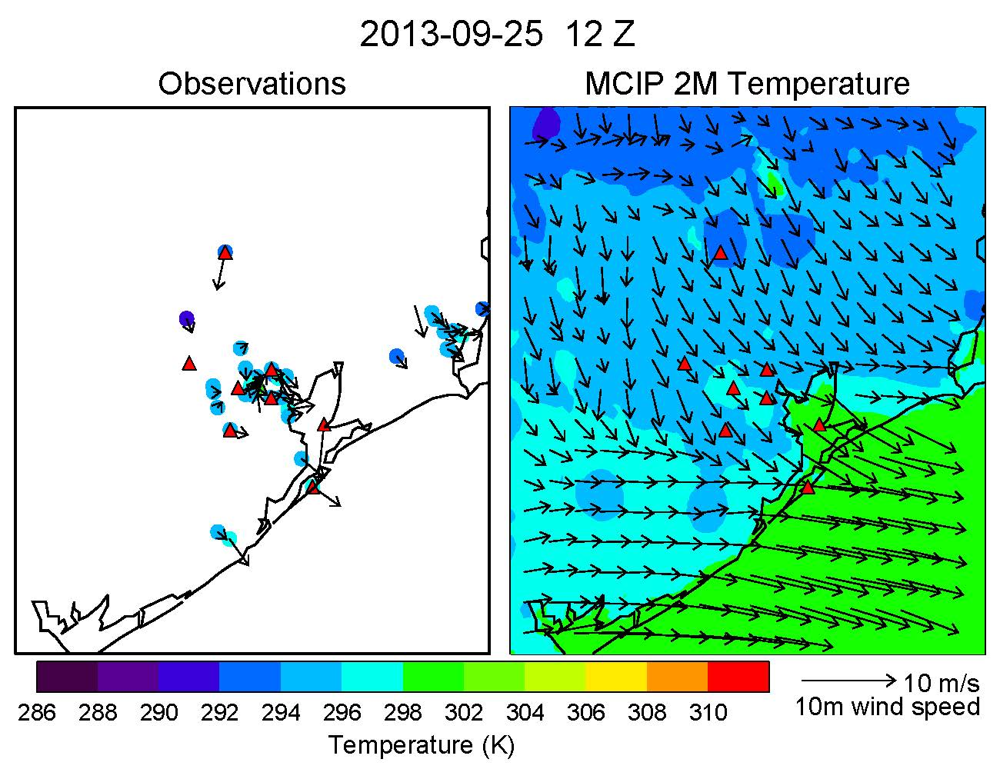 2013-09-25 12 Z
Observations
MCIP 2M Temperature
286 288 290 292 294 296 298 302 304 306 308 310
10 m/s
10m wind speed
Temperature (K)